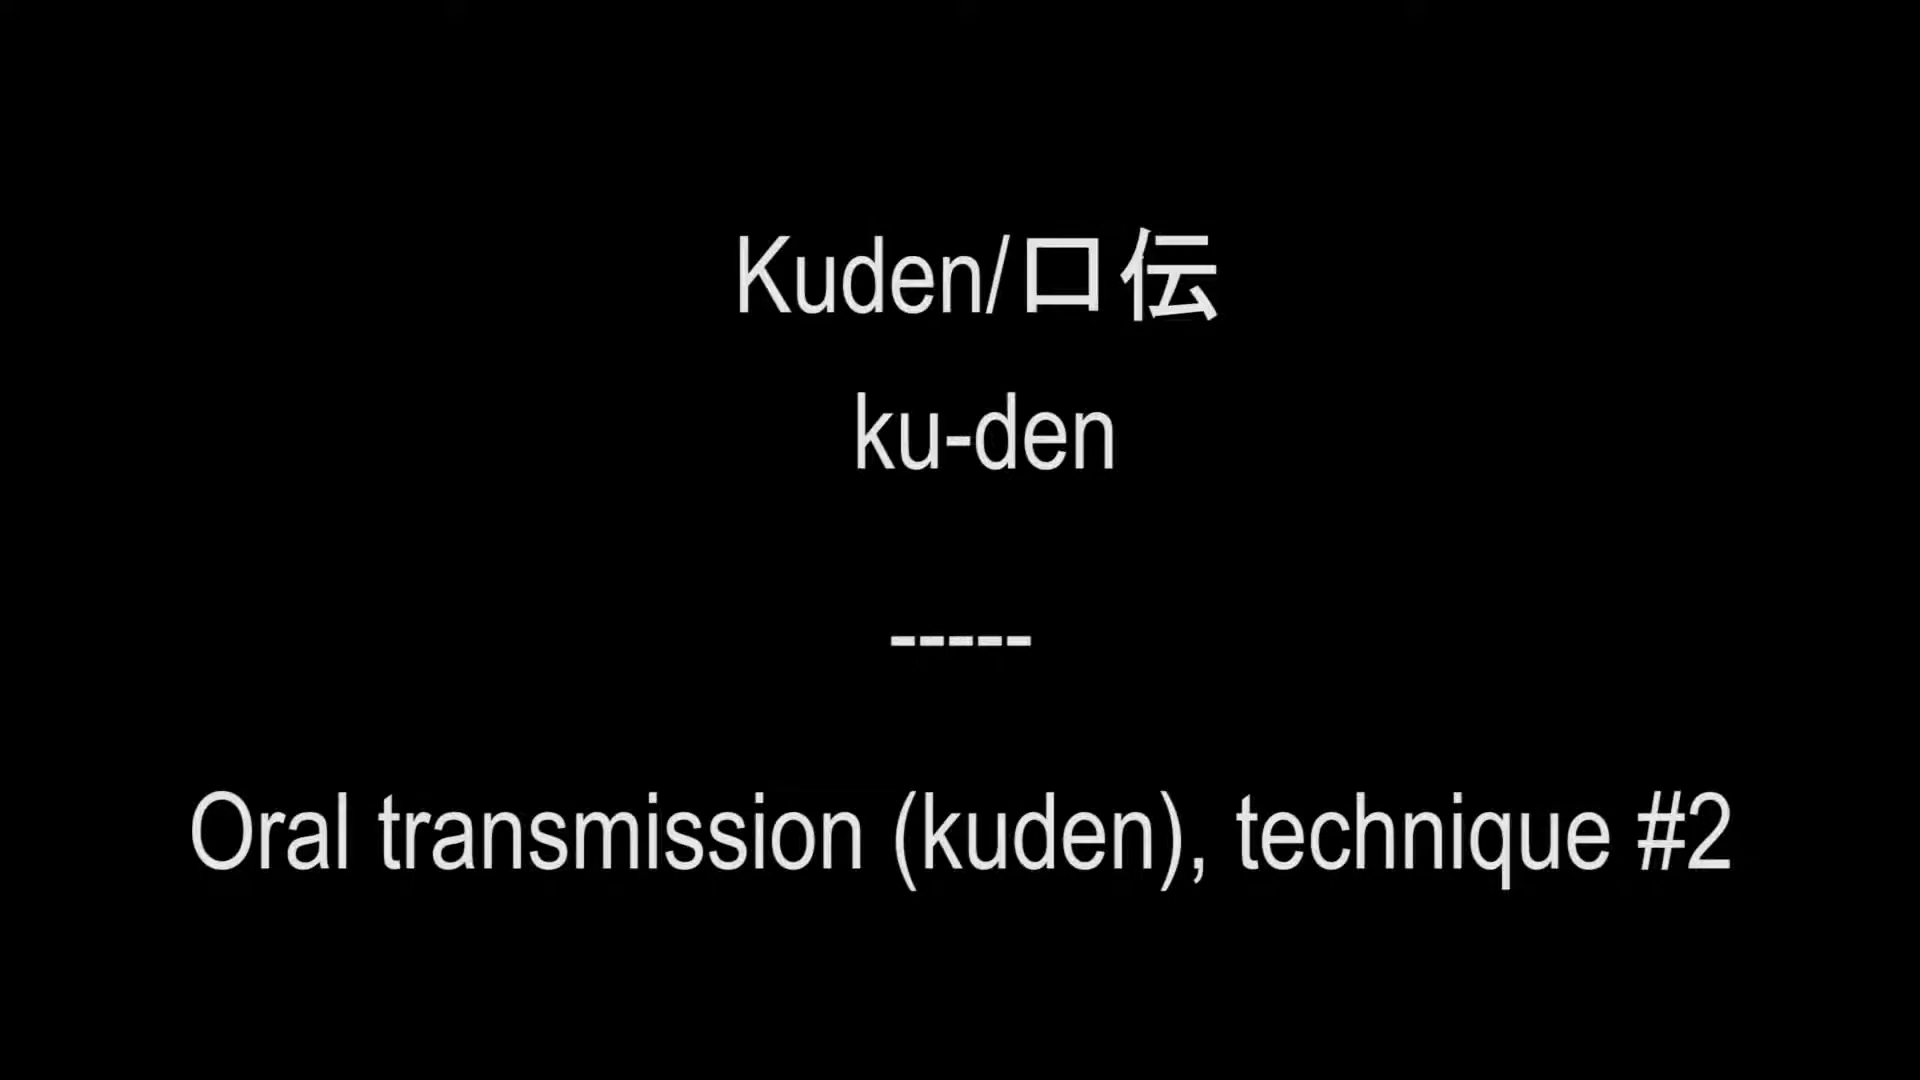 Kuden/口伝
ku-den
-----
Oral transmission (kuden), technique #2